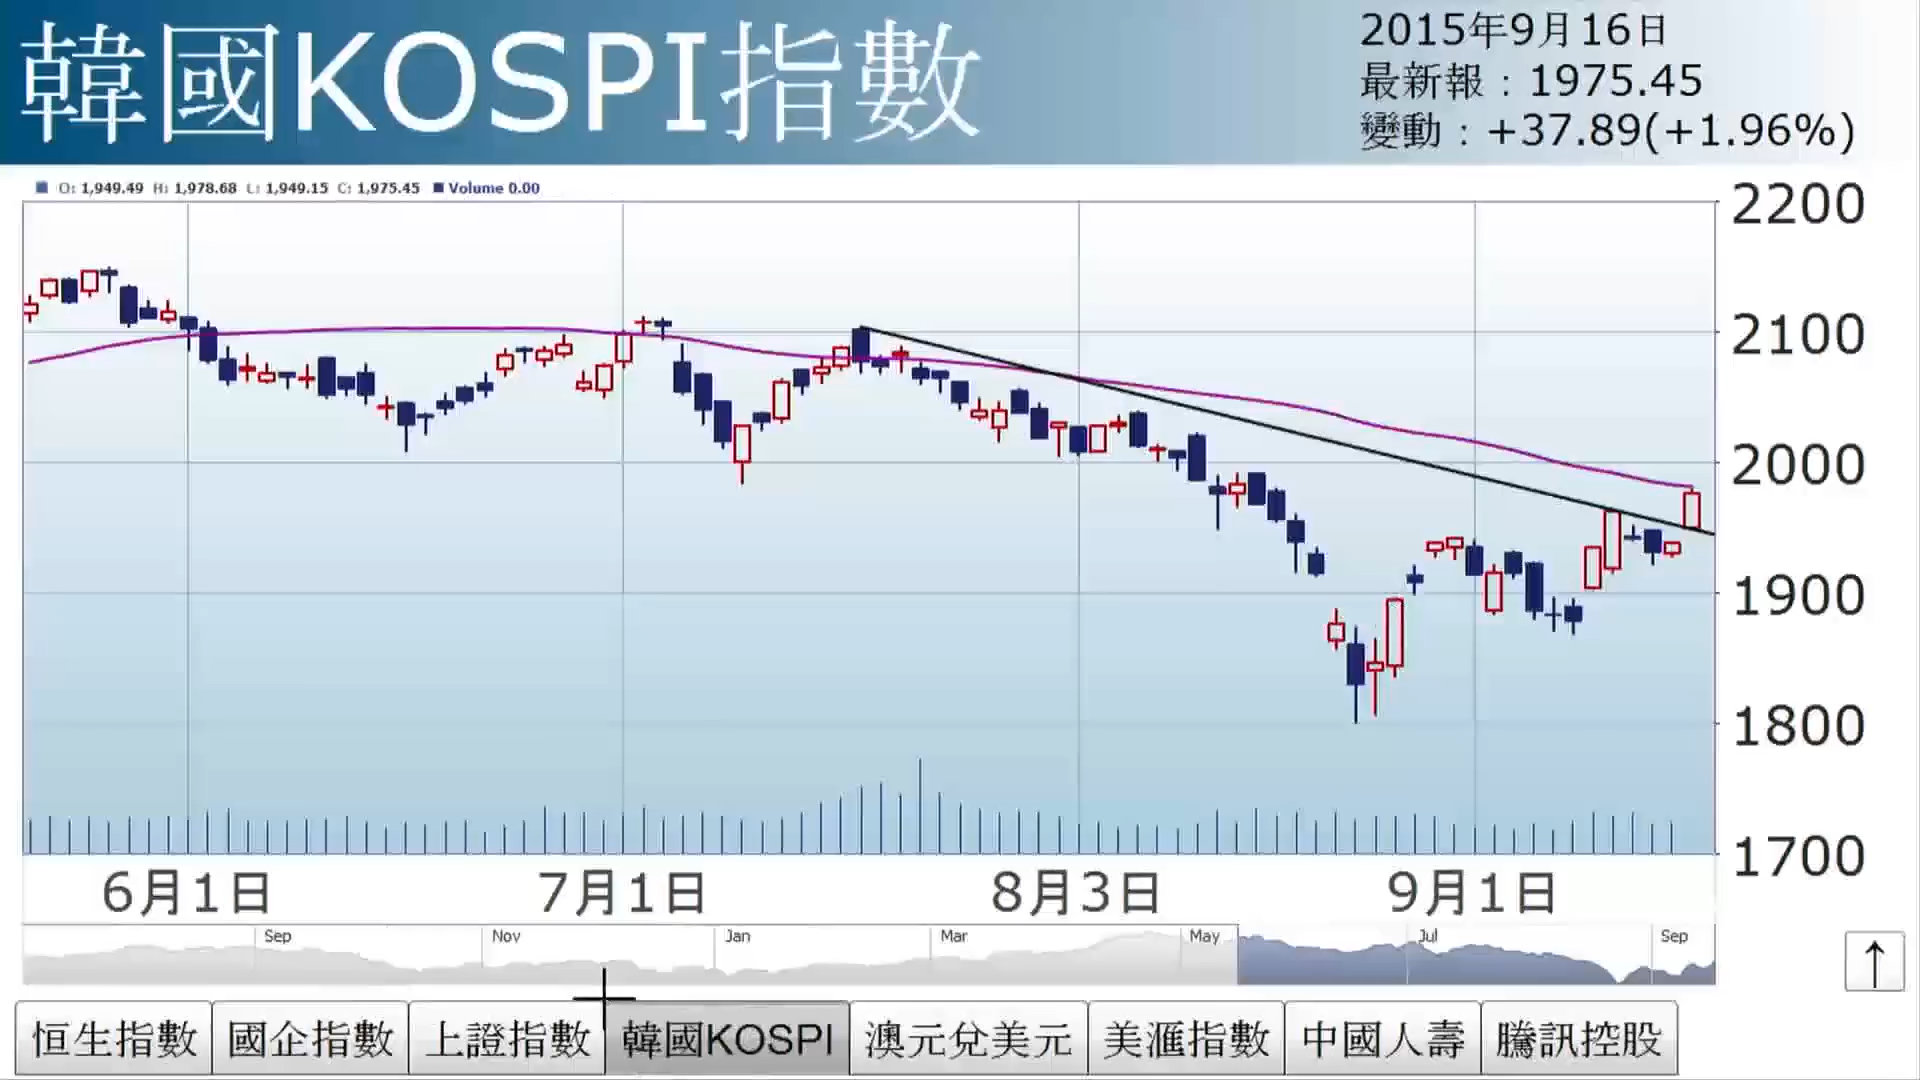 韓國KOSPI指數
2015年9月16日
最新報：1975.45
變動：+37.89(+1.96%)
O: 1,949.49 H: 1,978.68 L: 1,949.15 C: 1,975.45 Volume 0.00
2200
2100
2000
1900
1800
1700
6月1日 7月1日 8月3日 9月1日
Sep Nov Jan Mar May Jul Sep
↑
恒生指數 國企指數 上證指數 韓國KOSPI 澳元兌美元 美滙指數 中國人壽 騰訊控股